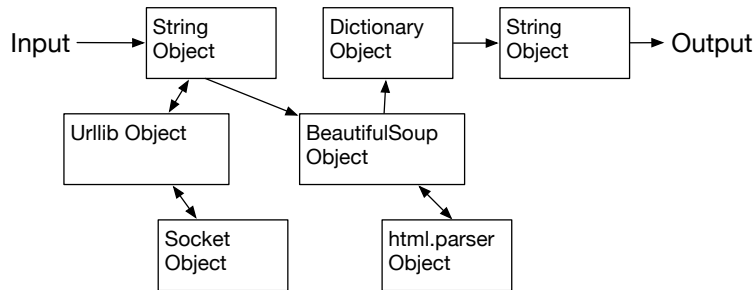 Input
String
Object
Dictionary
Object
String
Object
Output
Urllib Object
BeautifulSoup
Object
Socket
Object
html.parser
Object